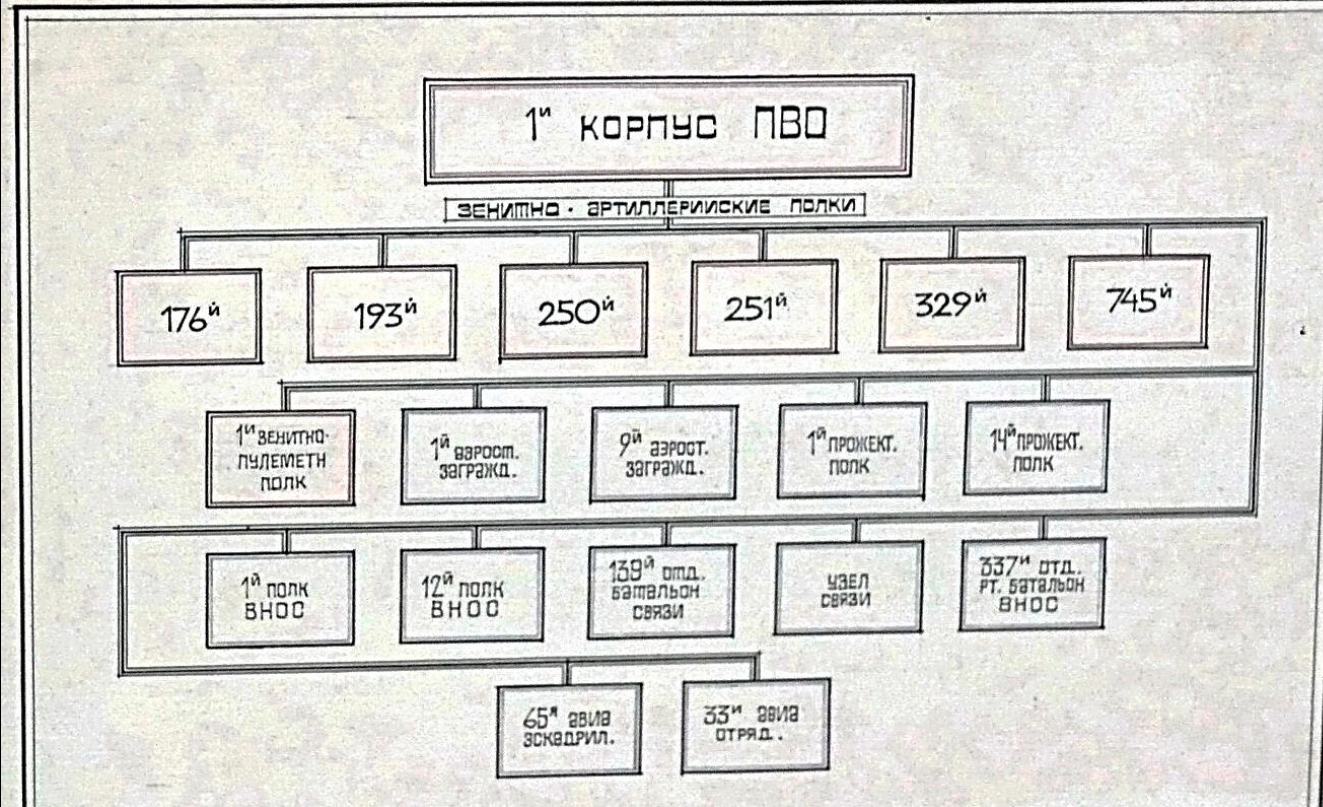 1й КОРПУС ПВО
ЗЕНИТНО-АРТИЛЛЕРИЙСКИЕ ПОЛКИ
176й
193й
250й
251й
329й
745й
1й ЗЕНИТНО-
ПУЛЕМЕТН
ПОЛК
1й аэрост.
загражд.
9й аэрост.
загражд.
1й ПРОЖЕКТ.
ПОЛК
14й ПРОЖЕКТ.
ПОЛК
1й ПОЛК
ВНОС
12й ПОЛК
ВНОС
139й отд.
батальон
связи
УЗЕЛ
СВЯЗИ
337й отд.
рт. батальон
ВНОС
65я авиа
эскадрил.
33й авиа
отряд.